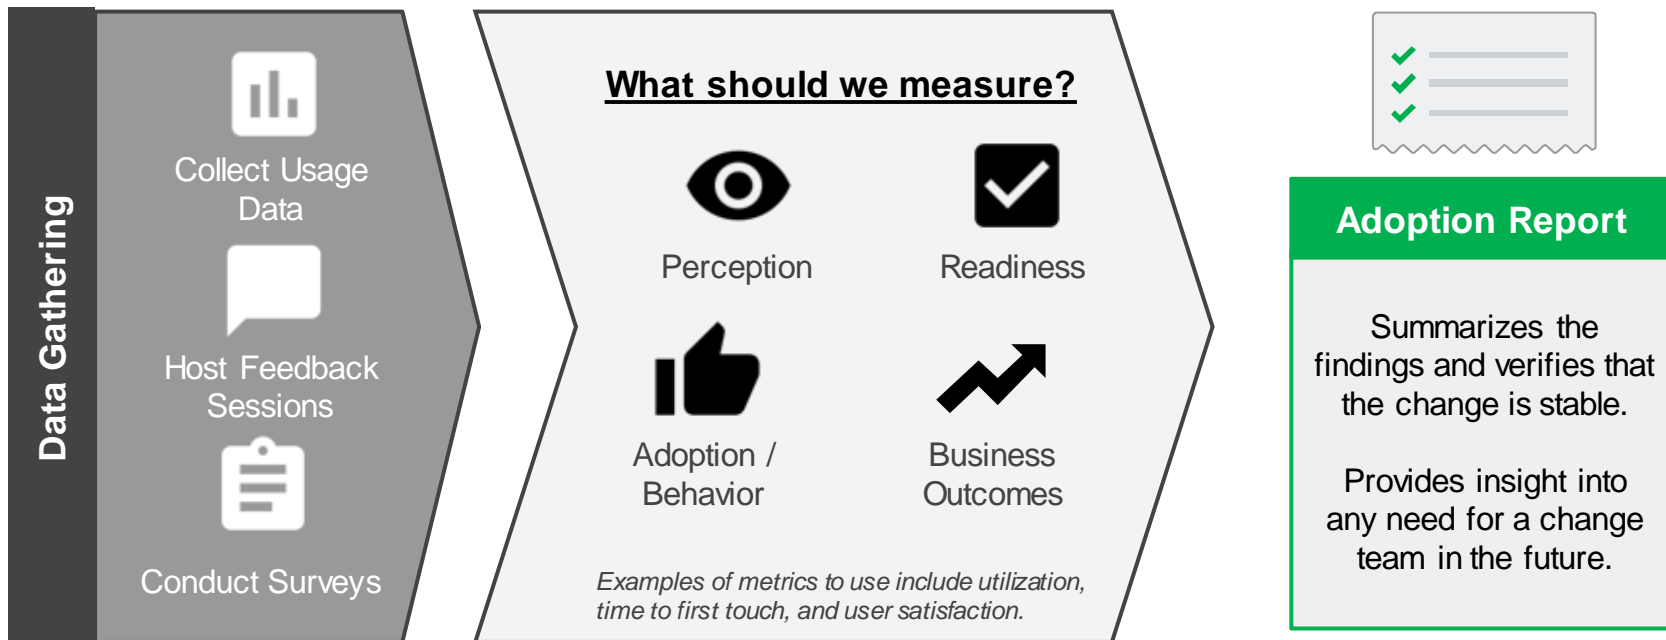 Data Gathering
Collect Usage
Data
Host Feedback
Sessions
Conduct Surveys
What should we measure?
Perception
Readiness
Adoption /
Behavior
Business
Outcomes
Examples of metrics to use include utilization,
time to first touch, and user satisfaction.
Adoption Report
Summarizes the
findings and verifies that
the change is stable.
Provides insight into
any need for a change
team in the future.